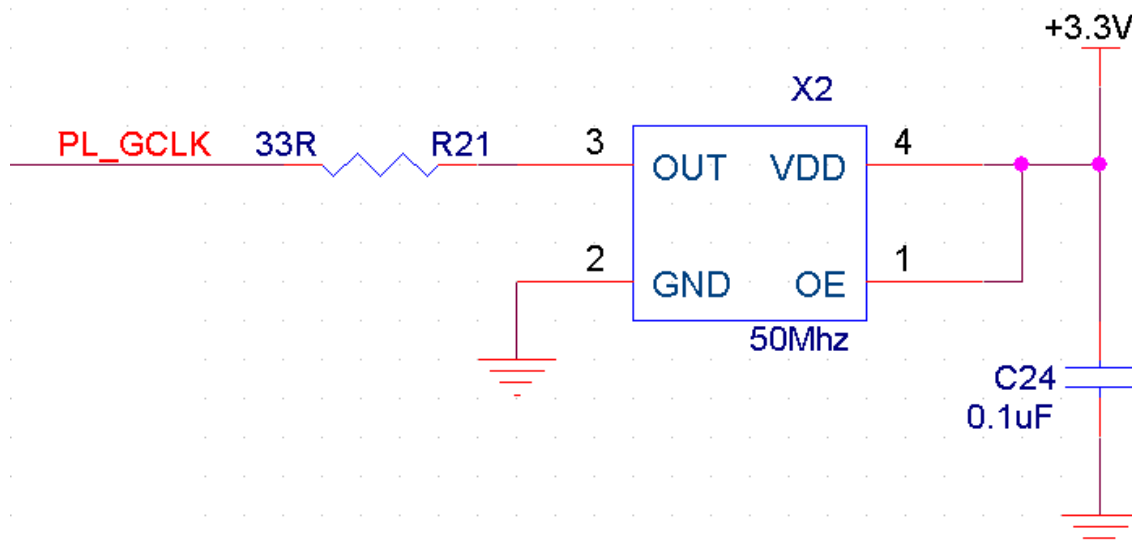 +3.3V
X2
PL_GCLK 33R R21 3 OUT VDD 4
2 GND OE 1
50Mhz
C24
0.1uF